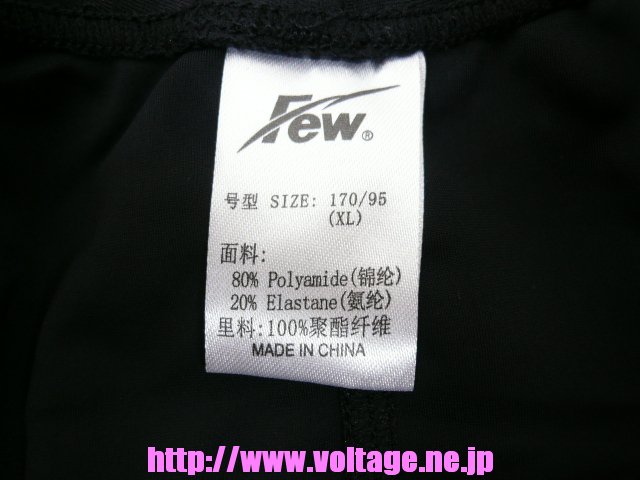 Few®
号型 SIZE: 170/95
(XL)
面料:
80% Polyamide(锦纶)
20% Elastane(氨纶)
里料:100%聚酯纤维
MADE IN CHINA
http://www.voltage.ne.jp